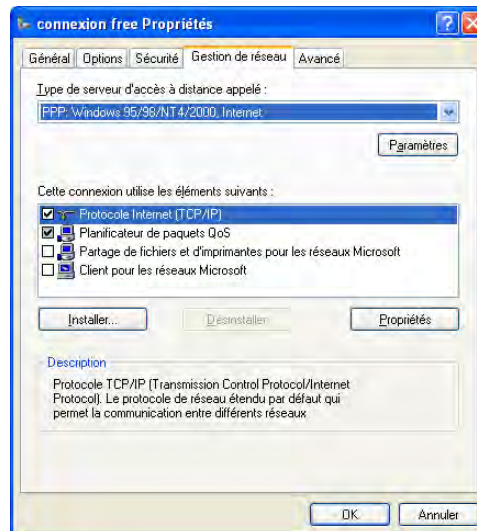 connexion free Propriétés
Général Options Sécurité Gestion de réseau Avancé
Type de serveur d'accès à distance appelé :
PPP: Windows 95/98/NT4/2000, Internet
Paramètres
Cette connexion utilise les éléments suivants :
Protocole Internet (TCP/IP)
Planificateur de paquets QoS
Partage de fichiers et d'imprimantes pour les réseaux Microsoft
Client pour les réseaux Microsoft
Installer... Désinstaller Propriétés
Description
Protocole TCP/IP (Transmission Control Protocol/Internet
Protocol). Le protocole de réseau étendu par défaut qui
permet la communication entre différents réseaux
OK Annuler